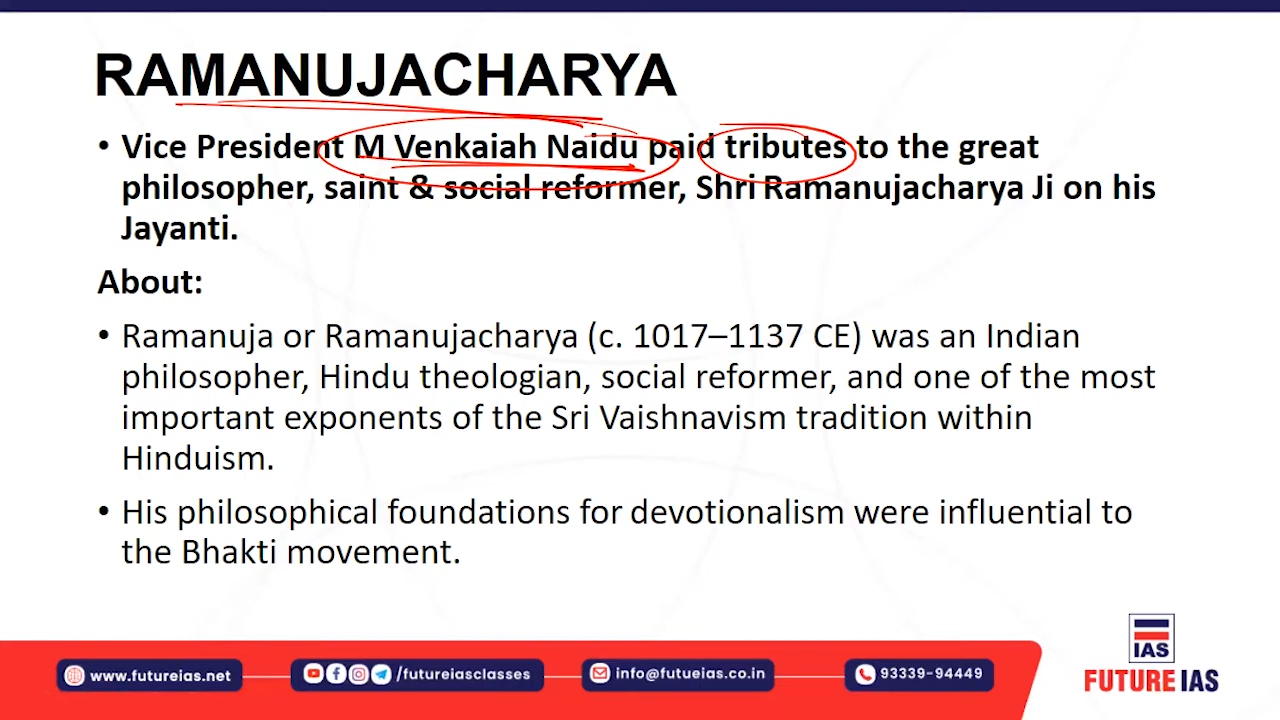 RAMANUJACHARYA
• Vice President M Venkaiah Naidu paid tributes to the great
philosopher, saint & social reformer, Shri Ramanujacharya Ji on his
Jayanti.
About:
• Ramanuja or Ramanujacharya (c. 1017–1137 CE) was an Indian
philosopher, Hindu theologian, social reformer, and one of the most
important exponents of the Sri Vaishnavism tradition within
Hinduism.
• His philosophical foundations for devotionalism were influential to
the Bhakti movement.
www.futureias.net
/futureiasclasses
info@futueias.co.in
93339-94449
IAS
FUTURE IAS